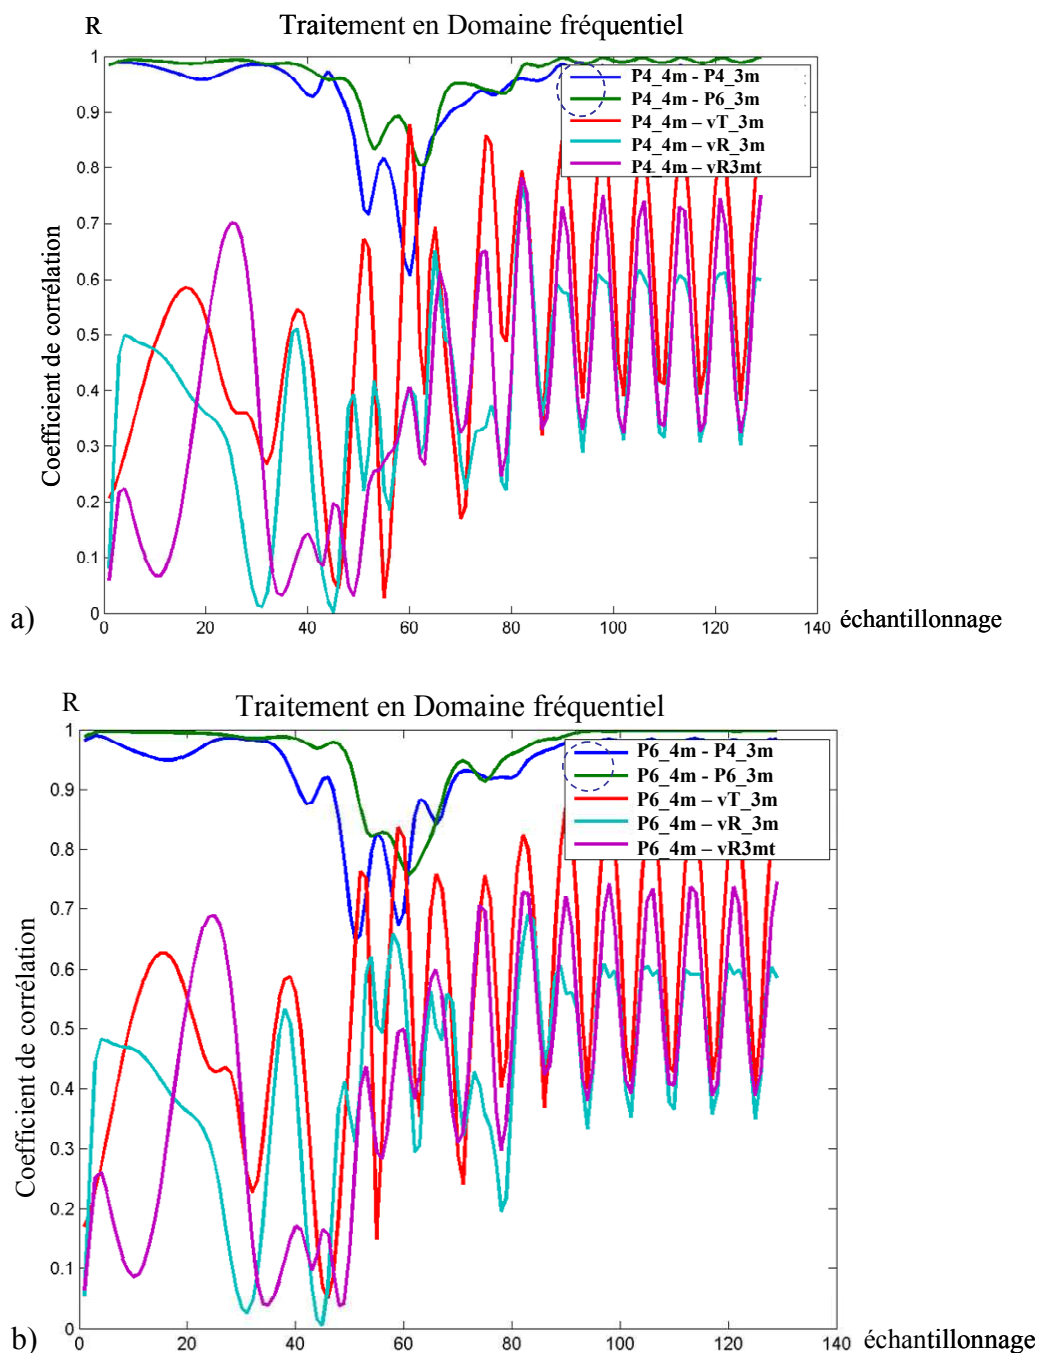 R
Traitement en Domaine fréquentiel
P4_4m - P4_3m
P4_4m - P6_3m
P4_4m – vT_3m
P4_4m – vR_3m
P4_4m – vR3mt
Coefficient de corrélation
1
0.9
0.8
0.7
0.6
0.5
0.4
0.3
0.2
0.1
0
0 20 40 60 80 100 120 140
échantillonnage
a)
R
Traitement en Domaine fréquentiel
P6_4m - P4_3m
P6_4m - P6_3m
P6_4m – vT_3m
P6_4m – vR_3m
P6_4m – vR3mt
Coefficient de corrélation
1
0.9
0.8
0.7
0.6
0.5
0.4
0.3
0.2
0.1
0
0 20 40 60 80 100 120 140
échantillonnage
b)